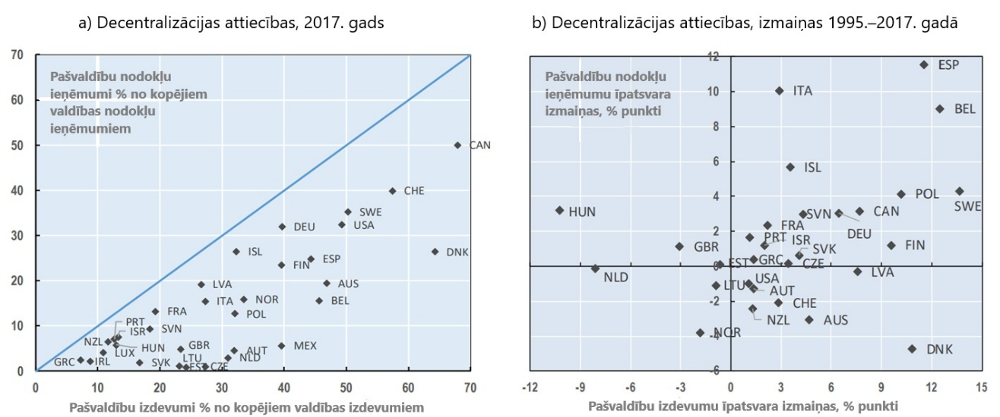 a) Decentralizācijas attiecības, 2017. gads
70
60
50
40
30
20
10
0
Pašvaldību nodokļu
ieņēmumi % no kopējiem
valdības nodokļu
ieņēmumiem
CAN
CHE
SWE
USA
DEU
ISL
DNK
ESP
FIN
LVA
AUS
ITA
NOR
BEL
FRA
POL
PRT
ISR
SVN
NZL
HUN
GBR
MEX
LUX
LTU
AUT
NLD
GRC
IRL
SVK
EST
CZE
0
10
20
30
40
50
60
70
Pašvaldību izdevumi % no kopējiem valdības izdevumiem
b) Decentralizācijas attiecības, izmaiņas 1995.–2017. gadā
12
10
8
6
4
2
0
-2
-4
-6
Pašvaldību nodokļu
ieņēmumu īpatsvara
izmaiņas, % punkti
ESP
ITA
BEL
ISL
POL
SWE
HUN
SVN
CAN
DEU
FRA
PRT
ISR
GBR
SVK
FIN
EST
GRC
CZE
NLD
LVA
USA
LTU
AUT
CHE
NZL
AUS
NOR
DNK
-12
-9
-6
-3
0
3
6
9
12
15
Pašvaldību izdevumu īpatsvara izmaiņas, % punkti